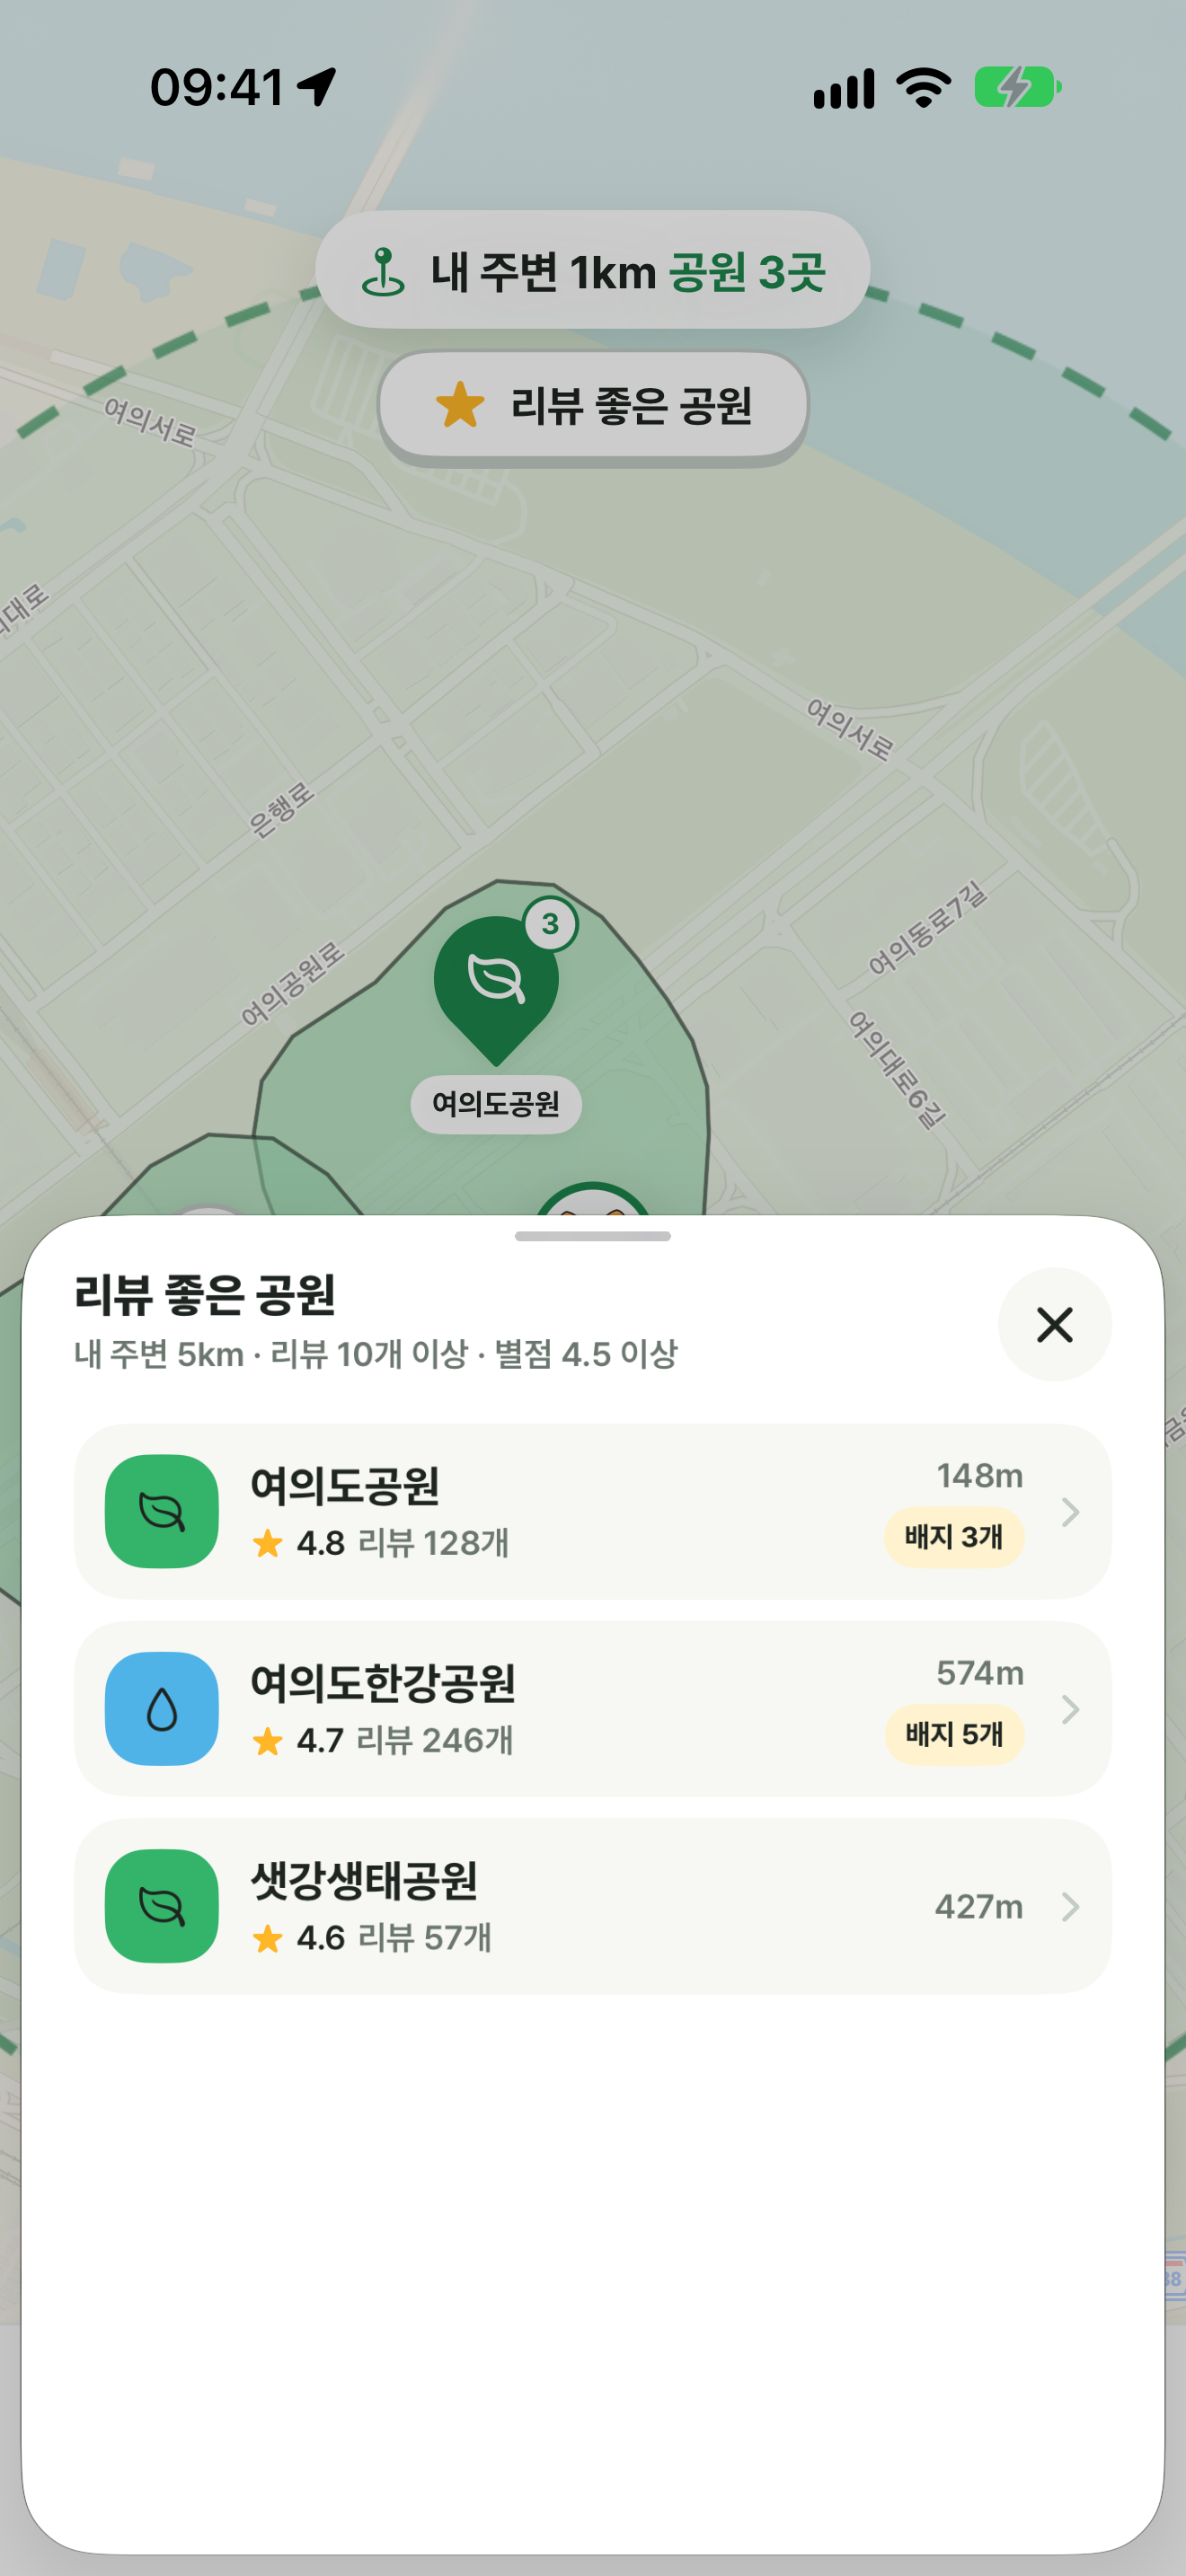 09:41
내 주변 1km 공원 3곳
리뷰 좋은 공원
여의서로
여의서로
은행로
여의동로7길
여의공원로
여의대로6길
3
여의도공원
리뷰 좋은 공원
내 주변 5km · 리뷰 10개 이상 · 별점 4.5 이상
여의도공원
148m
4.8 리뷰 128개
배지 3개
여의도한강공원
574m
4.7 리뷰 246개
배지 5개
샛강생태공원
427m
4.6 리뷰 57개